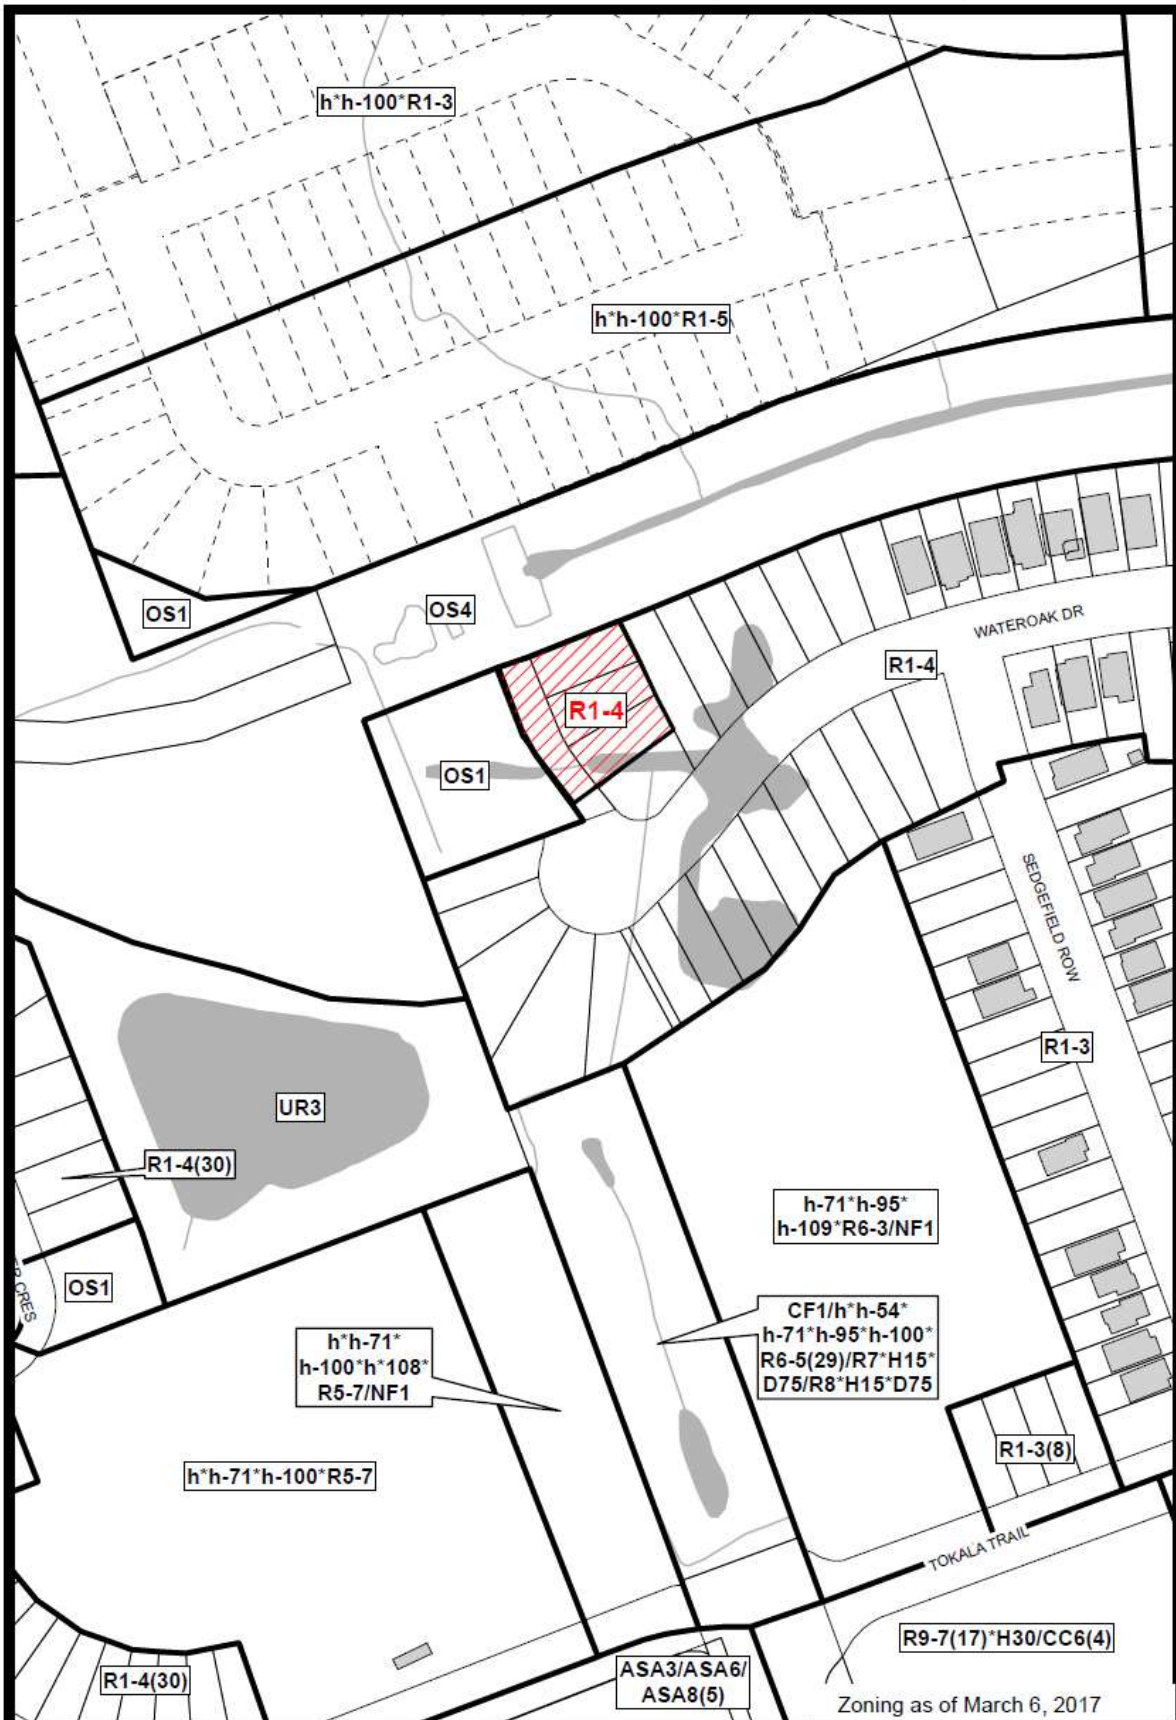 h*h-100*R1-3
h*h-100*R1-5
OS1
OS4
WATEROAK DR
R1-4
R1-4
OS1
SEDGEFIELD ROW
R1-3
UR3
R1-4(30)
h-71*h-95*
h-109*R6-3/NF1
OS1
ER CRES
CF1/h*h-54*
h-71*h-95*h-100*
R6-5(29)/R7*H15*
D75/R8*H15*D75
h*h-71*
h-100*h*108*
R5-7/NF1
R1-3(8)
h*h-71*h-100*R5-7
TOKALA TRAIL
R9-7(17)*H30/CC6(4)
R1-4(30)
ASA3/ASA6/
ASA8(5)
Zoning as of March 6, 2017